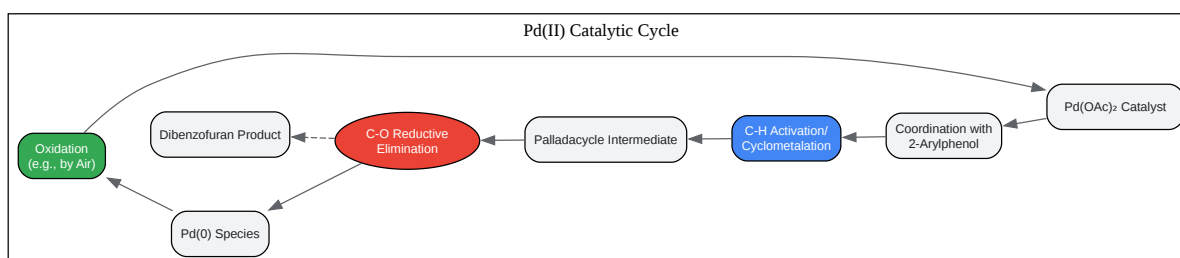 Pd(II) Catalytic Cycle
Pd(OAc)₂ Catalyst
Coordination with
2-Arylphenol
C-H Activation/
Cyclometalation
Palladacycle Intermediate
C-O Reductive
Elimination
Dibenzofuran Product
Pd(0) Species
Oxidation
(e.g., by Air)